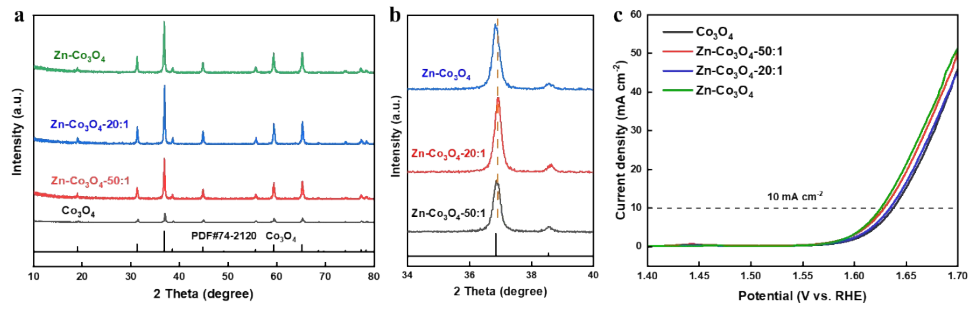 a
Intensity (a.u.)
Zn-Co₃O₄
Zn-Co₃O₄-20:1
Zn-Co₃O₄-50:1
Co₃O₄
PDF#74-2120 Co₃O₄
10 20 30 40 50 60 70 80
2 Theta (degree)
b
Intensity (a.u.)
Zn-Co₃O₄
Zn-Co₃O₄-20:1
Zn-Co₃O₄-50:1
34 36 38 40
2 Theta (degree)
c
Current density (mA cm⁻²)
60
50
40
30
20
10
0
Co₃O₄
Zn-Co₃O₄-50:1
Zn-Co₃O₄-20:1
Zn-Co₃O₄
10 mA cm⁻²
1.40 1.45 1.50 1.55 1.60 1.65 1.70
Potential (V vs. RHE)